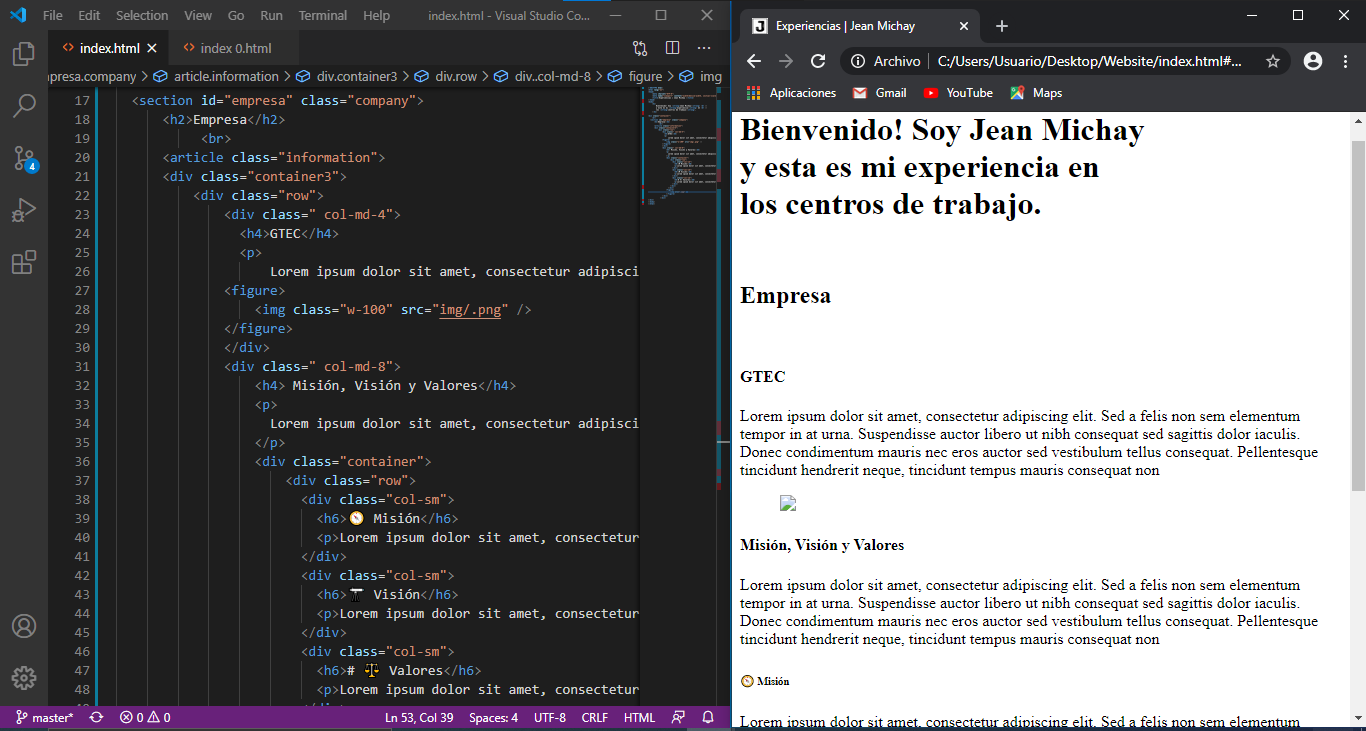 File Edit Selection View Go Run Terminal Help index.html - Visual Studio Co...
index.html index 0.html
presa.company > article.information > div.container3 > div.row > div..col-md-8 > figure > img
17 <section id="empresa" class="company">
18 <h2>Empresa</h2>
19 <br>
20 <article class="information">
21 <div class="container3">
22 <div class="row">
23 <div class=" col-md-4">
24 <h4>GTEC</h4>
25 <p>
26 Lorem ipsum dolor sit amet, consectetur adipisci
27 <figure>
28 <img class="w-100" src="img/.png" />
29 </figure>
30 </div>
31 <div class=" col-md-8">
32 <h4> Misión, Visión y Valores</h4>
33 <p>
34 Lorem ipsum dolor sit amet, consectetur adipisci
35 </p>
36 <div class="container">
37 <div class="row">
38 <div class="col-sm">
39 <h6>🧭 Misión</h6>
40 <p>Lorem ipsum dolor sit amet, consectetur
41 </div>
42 <div class="col-sm">
43 <h6> Visión</h6>
44 <p>Lorem ipsum dolor sit amet, consectetur
45 </div>
46 <div class="col-sm">
47 <h6># ⚖ Valores</h6>
48 <p>Lorem ipsum dolor sit amet, consectetur
4
master* 0 0 Ln 53, Col 39 Spaces: 4 UTF-8 CRLF HTML
J Experiencias | Jean Michay
Archivo C:/Users/Usuario/Desktop/Website/index.html#...
Aplicaciones Gmail YouTube Maps
Bienvenido! Soy Jean Michay
y esta es mi experiencia en
los centros de trabajo.
Empresa
GTEC
Lorem ipsum dolor sit amet, consectetur adipiscing elit. Sed a felis non sem elementum
tempor in at urna. Suspendisse auctor libero ut nibh consequat sed sagittis dolor iaculis.
Donec condimentum mauris nec eros auctor sed vestibulum tellus consequat. Pellentesque
tincidunt hendrerit neque, tincidunt tempus mauris consequat non
Misión, Visión y Valores
Lorem ipsum dolor sit amet, consectetur adipiscing elit. Sed a felis non sem elementum
tempor in at urna. Suspendisse auctor libero ut nibh consequat sed sagittis dolor iaculis.
Donec condimentum mauris nec eros auctor sed vestibulum tellus consequat. Pellentesque
tincidunt hendrerit neque, tincidunt tempus mauris consequat non
🧭 Misión
Lorem ipsum dolor sit amet, consectetur adipiscing elit. Sed a felis non sem elementum